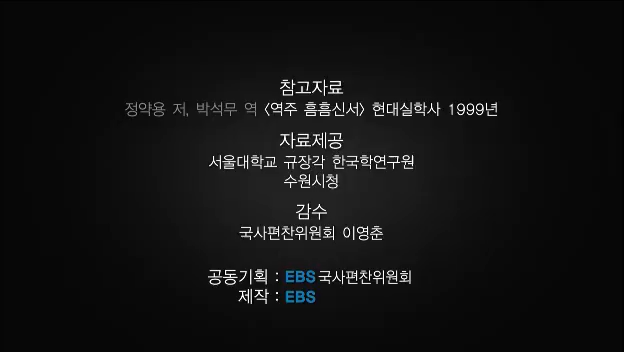 참고자료
정약용 저, 박석무 역 <역주 흠흠신서> 현대실학사 1999년
자료제공
서울대학교 규장각 한국학연구원
수원시청
감수
국사편찬위원회 이영춘
공동기획 : EBS 국사편찬위원회
제작 : EBS